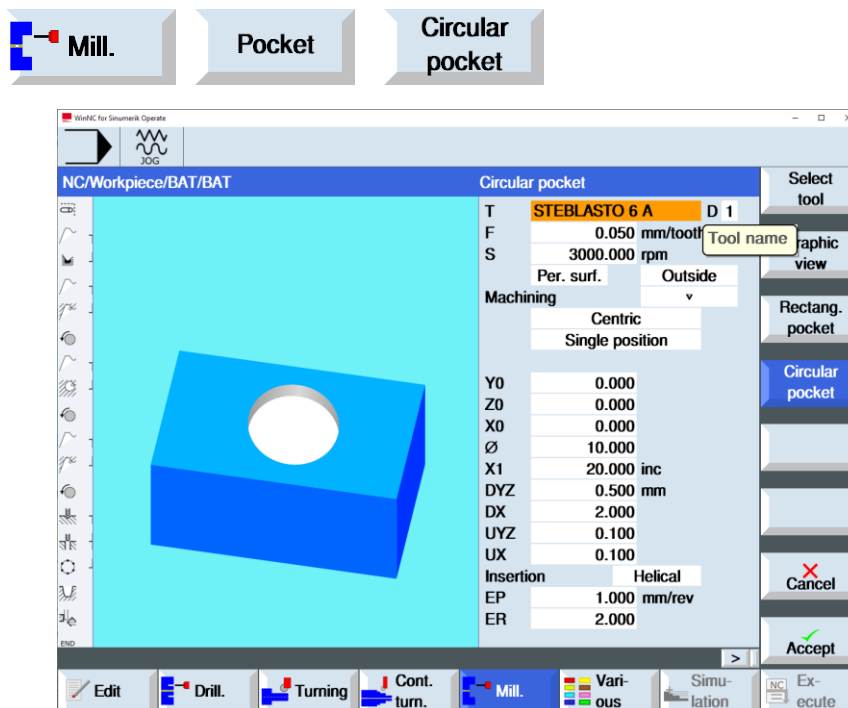 Mill.
Pocket
Circular
pocket
WinNC for Sinumerik Operate
JOG
NC/Workpiece/BAT/BAT
Circular pocket
T STEBLASTO 6 A D 1
F 0.050 mm/tooth
Tool name
S 3000.000 rpm
Per. surf. Outside
Machining v
Centric
Single position
Y0 0.000
Z0 0.000
X0 0.000
Ø 10.000
X1 20.000 inc
DYZ 0.500 mm
DX 2.000
UYZ 0.100
UX 0.100
Insertion Helical
EP 1.000 mm/rev
ER 2.000
END
>
Select
tool
raphic
view
Rectang.
pocket
Circular
pocket
Cancel
Accept
Edit
Drill.
Turning
Cont.
turn.
Mill.
Vari-
ous
Simu-
lation
NC
Ex-
ecute